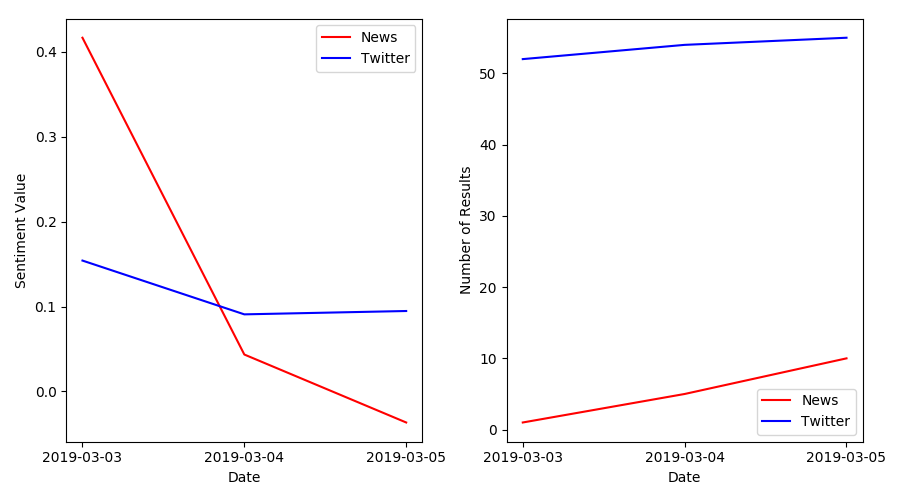 News
Twitter
0.4
0.3
0.2
0.1
0.0
Sentiment Value
2019-03-03 2019-03-04 2019-03-05
Date
50
40
30
20
10
0
Number of Results
News
Twitter
2019-03-03 2019-03-04 2019-03-05
Date